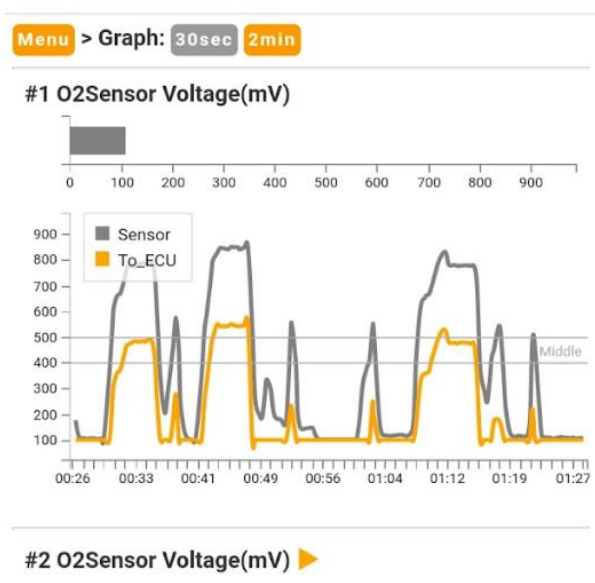 Menu > Graph: 30sec 2min
#1 O2Sensor Voltage(mV)
0 100 200 300 400 500 600 700 800 900
900
Sensor
800
To_ECU
700
600
500
Middle
400
300
200
100
00:26 00:33 00:41 00:49 00:56 01:04 01:12 01:19 01:27
#2 O2Sensor Voltage(mV)